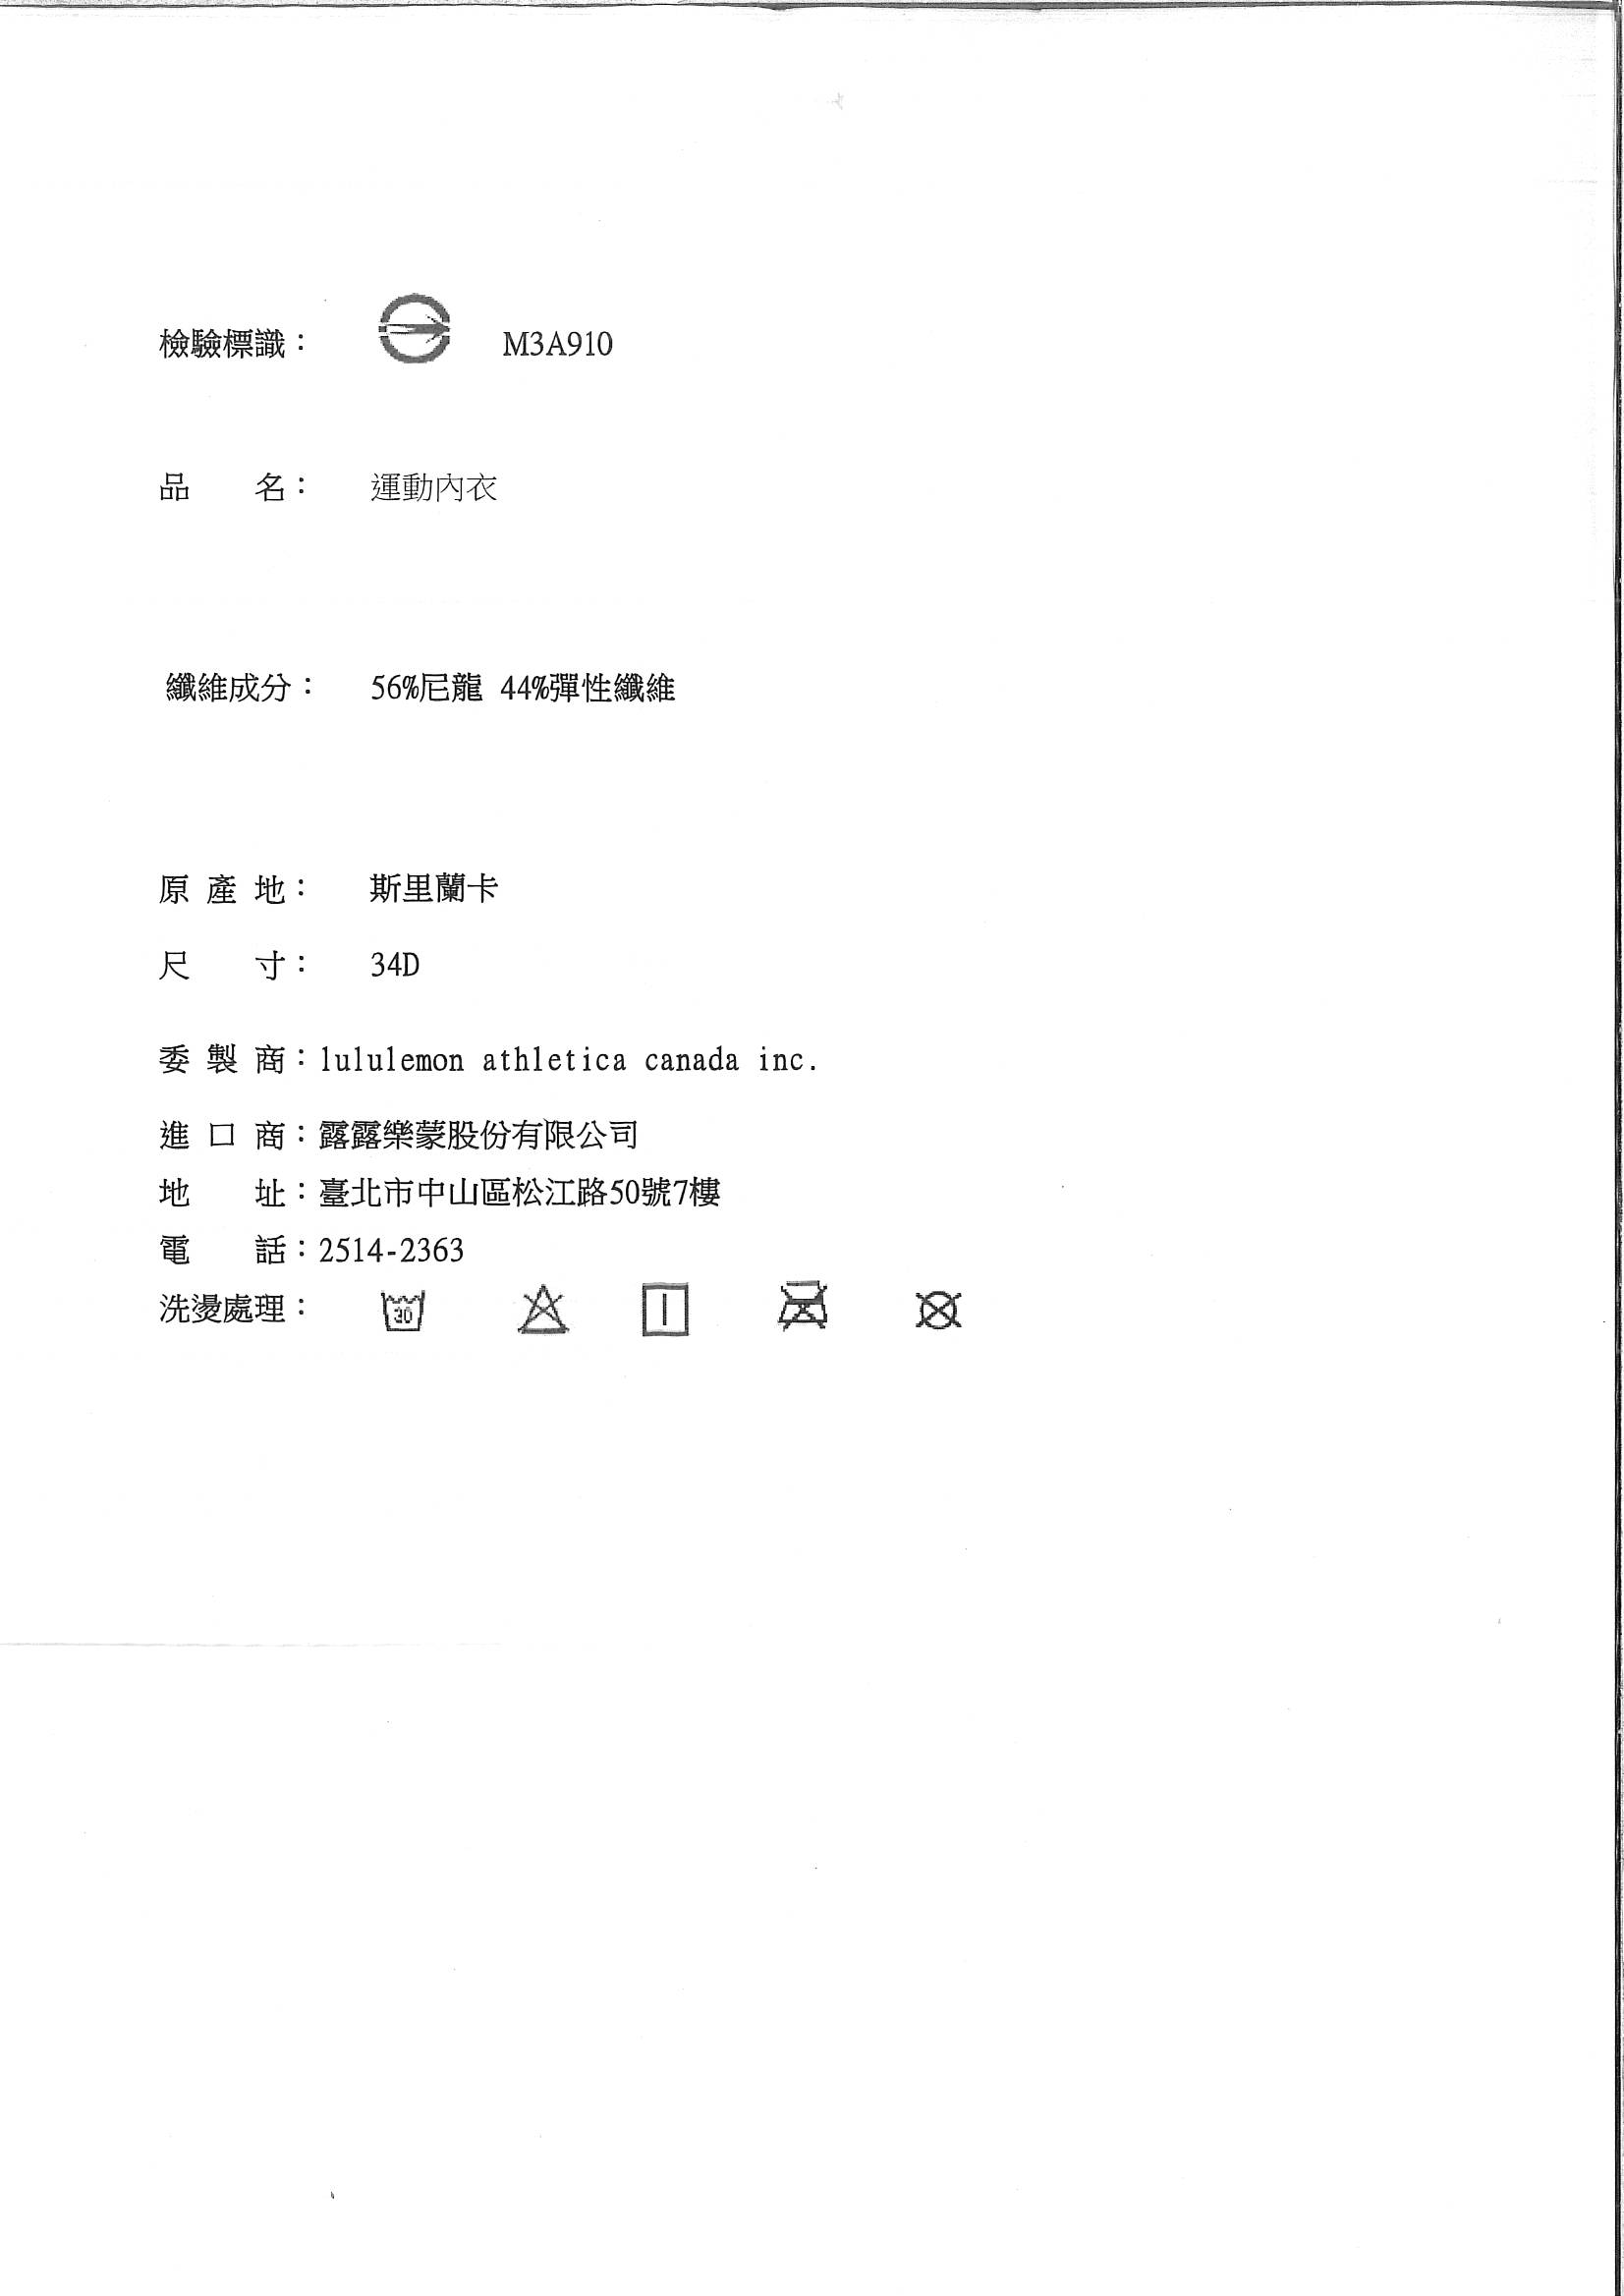 檢驗標識： M3A910
品　　名： 運動內衣
纖維成分： 56%尼龍 44%彈性纖維
原 產 地： 斯里蘭卡
尺　　寸： 34D
委 製 商：lululemon athletica canada inc.
進 口 商：露露樂蒙股份有限公司
地　　址：臺北市中山區松江路50號7樓
電　　話：2514-2363
洗燙處理： 30